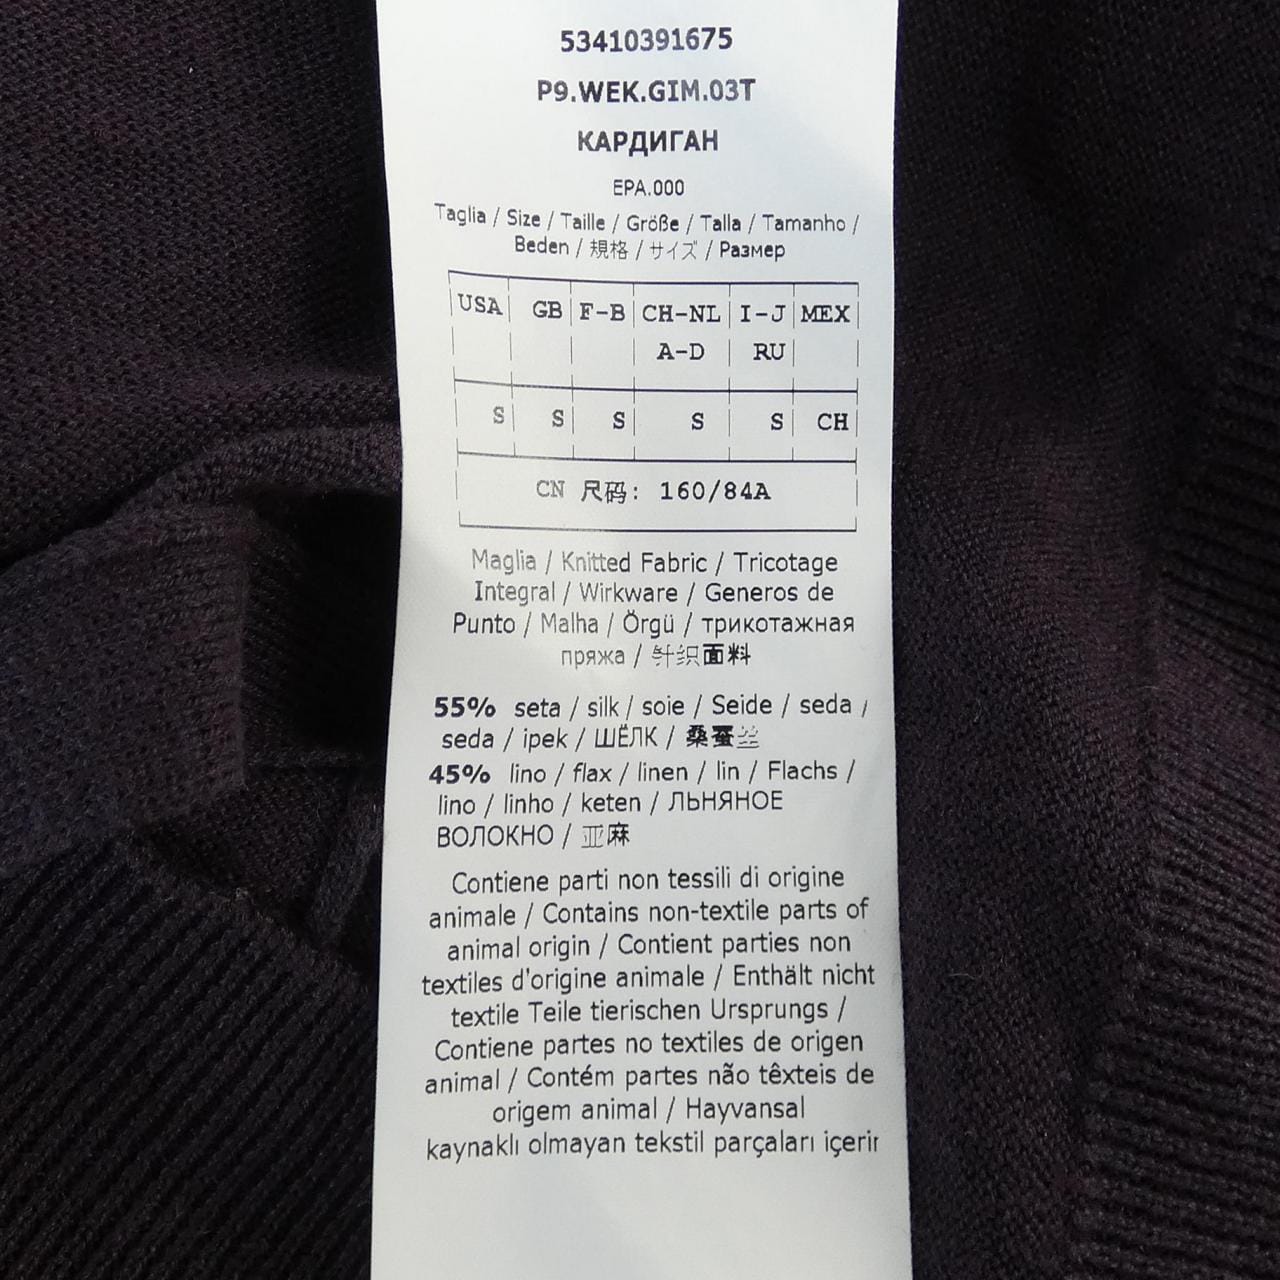 53410391675
P9.WEK.GIM.03T
КАРДИГАН
EPA.000
Taglia / Size / Taille / Größe / Talla / Tamanho /
Beden / 規格 / サイズ / Размер
USA GB F-B CH-NL I-J MEX
A-D RU
S S S S S CH
CN 尺码: 160/84A
Maglia / Knitted Fabric / Tricotage
Integral / Wirkware / Generos de
Punto / Malha / Örgü / трикотажная
пряжа / 针织面料
55% seta / silk / soie / Seide / seda /
seda / ipek / ШЁЛК / 桑蚕丝
45% lino / flax / linen / lin / Flachs /
lino / linho / keten / ЛЬНЯНОЕ
ВОЛОКНО / 亚麻
Contiene parti non tessili di origine
animale / Contains non-textile parts of
animal origin / Contient parties non
textiles d'origine animale / Enthält nicht
textile Teile tierischen Ursprungs /
Contiene partes no textiles de origen
animal / Contém partes não têxteis de
origem animal / Hayvansal
kaynaklı olmayan tekstil parçaları içerir